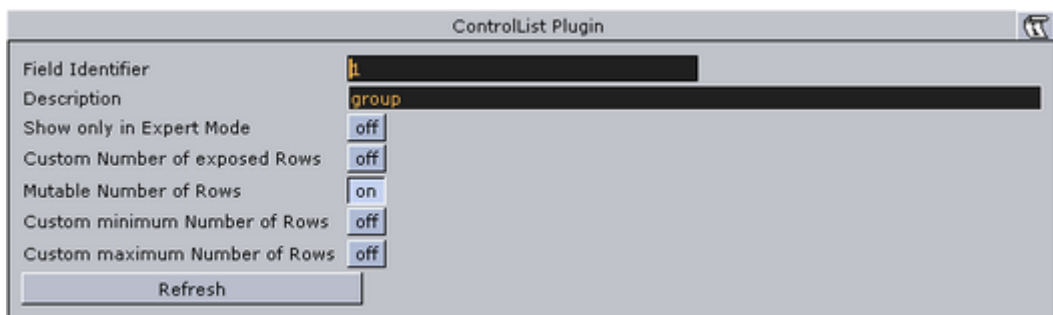 ControlList Plugin
Field Identifier 1
Description group
Show only in Expert Mode off
Custom Number of exposed Rows off
Mutable Number of Rows on
Custom minimum Number of Rows off
Custom maximum Number of Rows off
Refresh